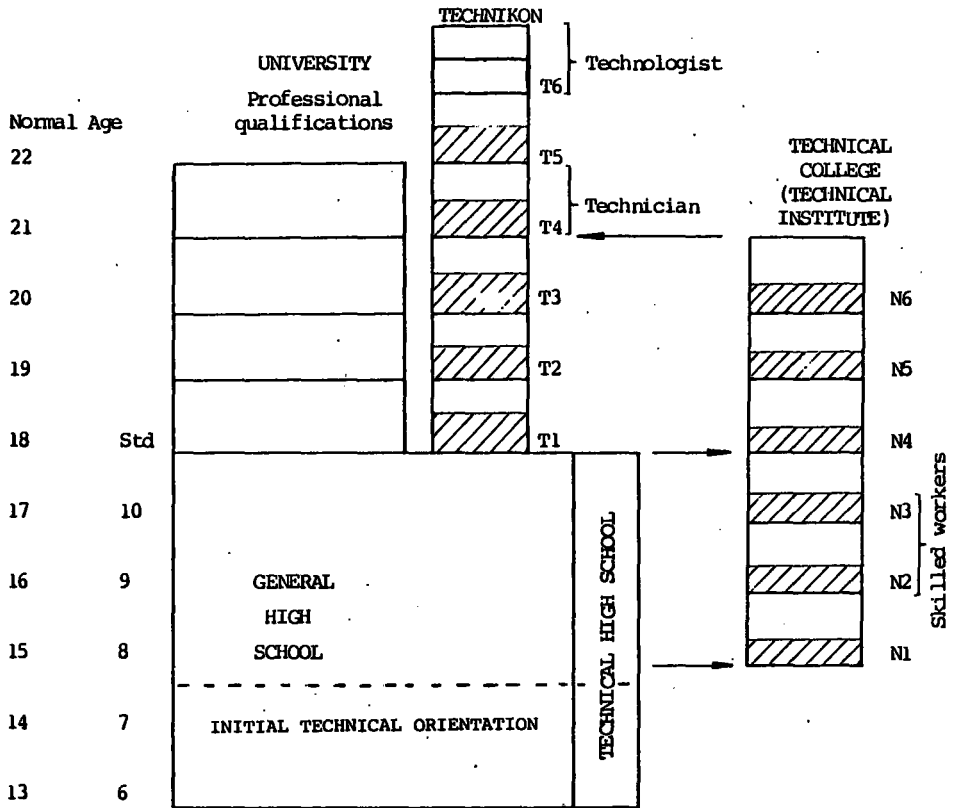 TECHNIKON
UNIVERSITY
Professional
qualifications
Technologist
T6
Normal Age
22
T5
TECHNICAL
COLLEGE
(TECHNICAL
INSTITUTE)
Technician
21
T4
20
T3
N6
19
T2
N5
18 Std
T1
N4
17 10
N3
16 9
GENERAL
HIGH
SCHOOL
N2
Skilled workers
15 8
N1
TECHNICAL HIGH SCHOOL
14 7
INITIAL TECHNICAL ORIENTATION
13 6